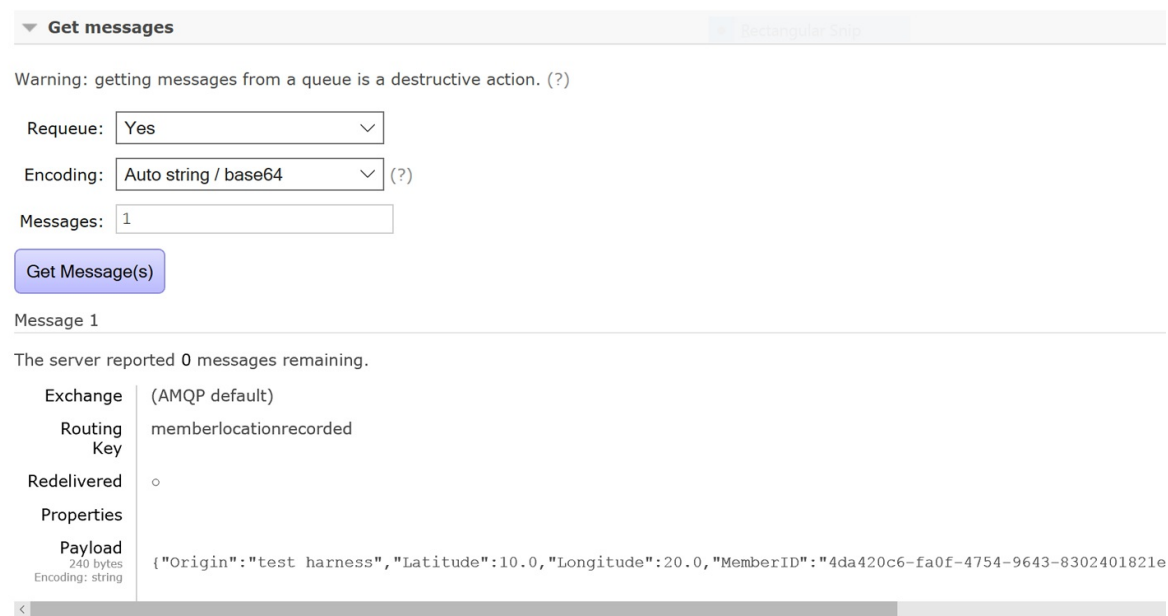 Get messages
Rectangular Snip
Warning: getting messages from a queue is a destructive action. (?)
Requeue: Yes
Encoding: Auto string / base64 (?)
Messages: 1
Get Message(s)
Message 1
The server reported 0 messages remaining.
Exchange (AMQP default)
Routing memberlocationrecorded
Key
Redelivered ○
Properties
Payload
240 bytes
{"Origin":"test harness","Latitude":10.0,"Longitude":20.0,"MemberID":"4da420c6-fa0f-4754-9643-8302401821e
Encoding: string